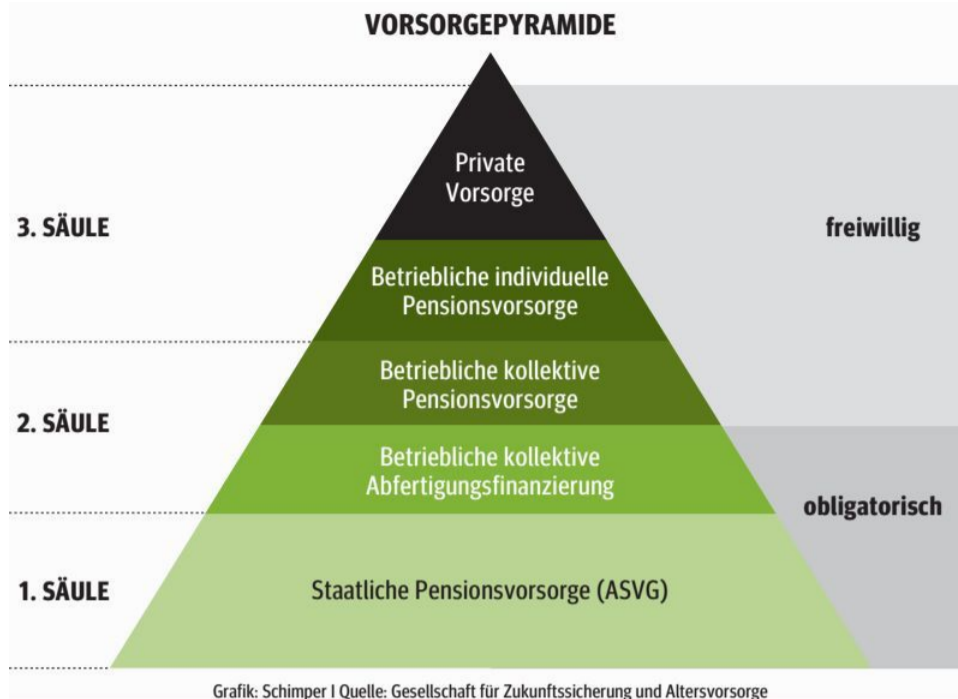 VORSORGEPYRAMIDE
Private
Vorsorge
3. SÄULE
freiwillig
Betriebliche individuelle
Pensionsvorsorge
Betriebliche kollektive
Pensionsvorsorge
2. SÄULE
Betriebliche kollektive
Abfertigungsfinanzierung
obligatorisch
1. SÄULE
Staatliche Pensionsvorsorge (ASVG)
Grafik: Schimper I Quelle: Gesellschaft für Zukunftssicherung und Altersvorsorge